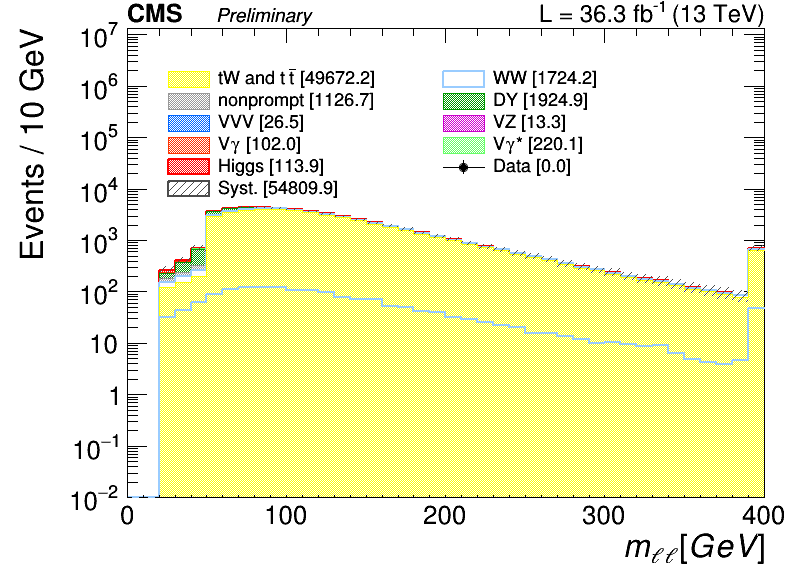 CMS Preliminary L = 36.3 fb⁻¹ (13 TeV)
Events / 10 GeV
10⁷
10⁶
10⁵
10⁴
10³
10²
10
1
10⁻¹
10⁻²
tW and tt̄ [49672.2]
nonprompt [1126.7]
VVV [26.5]
Vγ [102.0]
Higgs [113.9]
Syst. [54809.9]
WW [1724.2]
DY [1924.9]
VZ [13.3]
Vγ* [220.1]
Data [0.0]
0 100 200 300 400
mℓℓ[GeV]